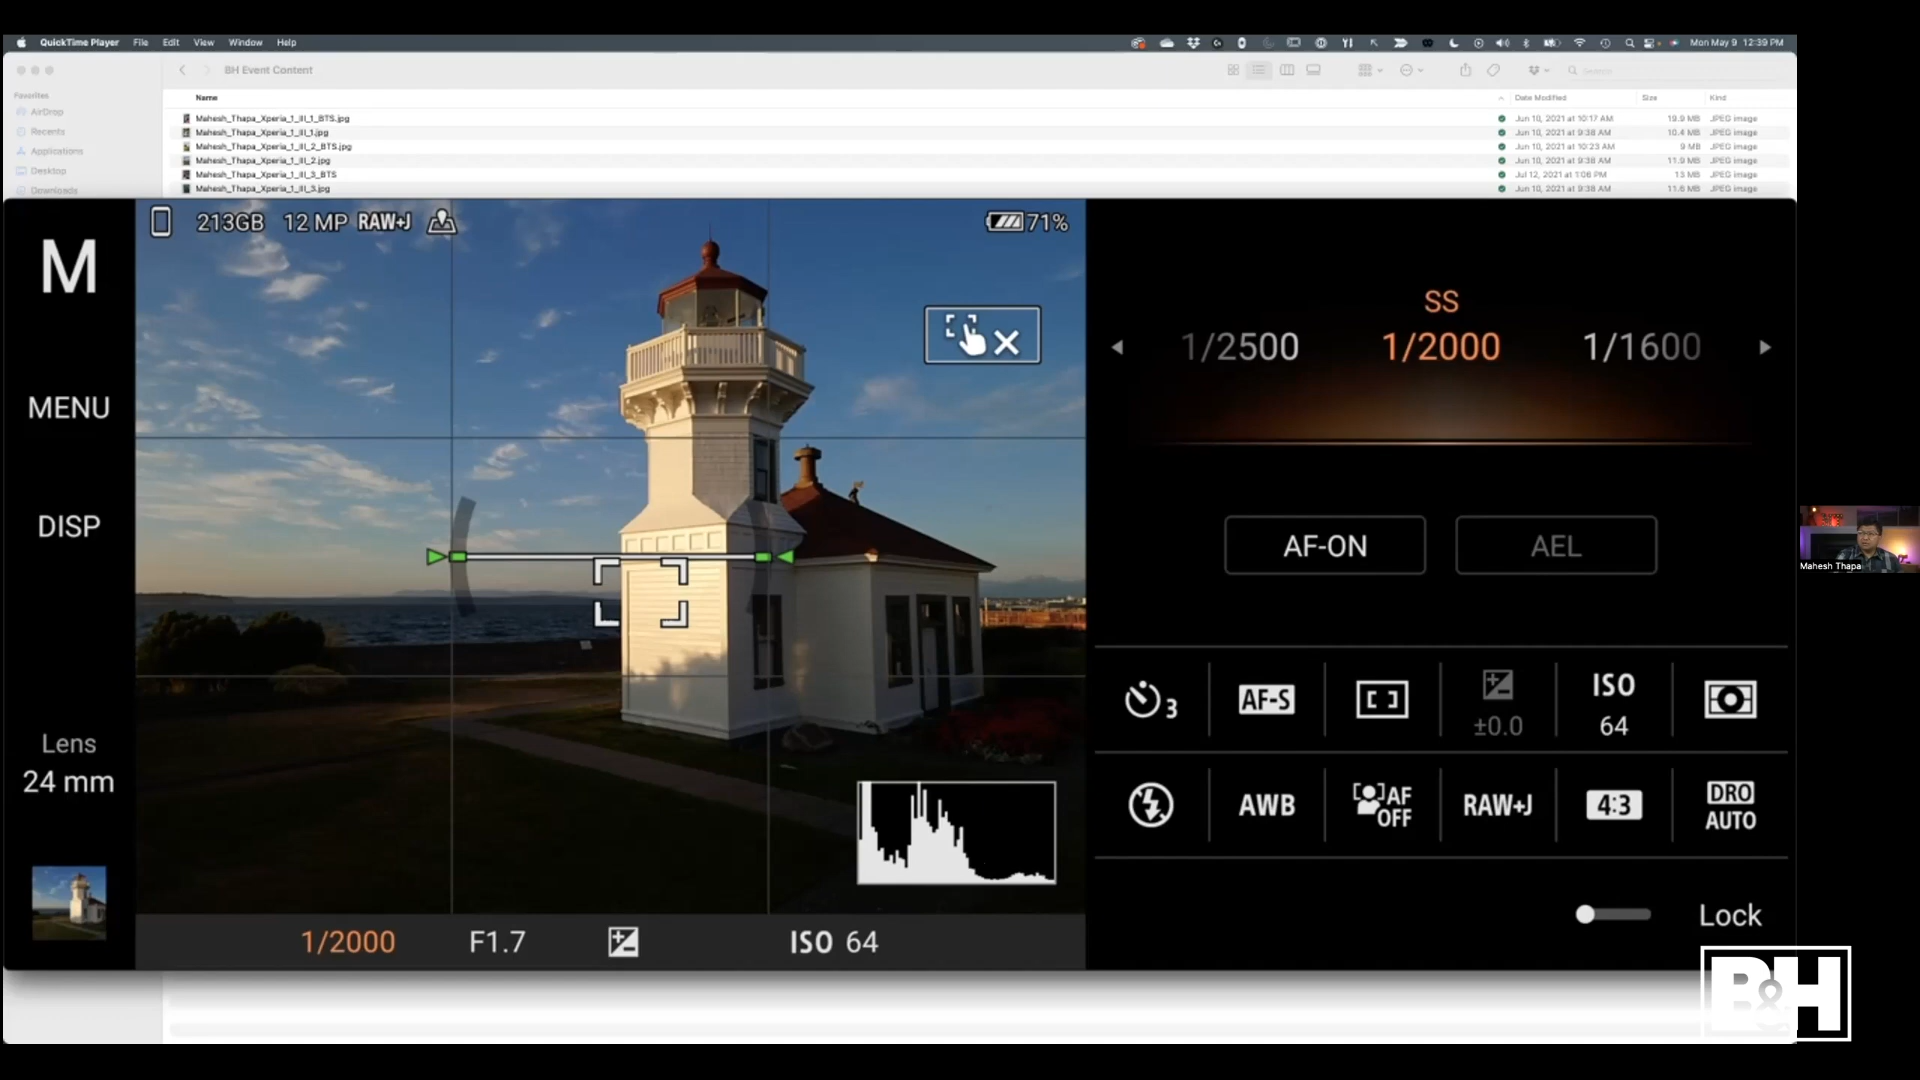 QuickTime Player File Edit View Window Help Mon May 9 12:39 PM
BH Event Content
Favorites
AirDrop
Recents
Applications
Desktop
Downloads
Name Date Modified Size Kind
Mahesh_Thapa_Xperia_1_III_1_BTS.jpg Jun 10, 2021 at 10:17 AM 19.9 MB JPEG image
Mahesh_Thapa_Xperia_1_III_1.jpg Jun 10, 2021 at 9:38 AM 10.4 MB JPEG image
Mahesh_Thapa_Xperia_1_III_2_BTS.jpg Jun 10, 2021 at 10:23 AM 9 MB JPEG image
Mahesh_Thapa_Xperia_1_III_2.jpg Jun 10, 2021 at 9:38 AM 11.9 MB JPEG image
Mahesh_Thapa_Xperia_1_III_3_BTS Jul 12, 2021 at 1:06 PM 13 MB JPEG image
Mahesh_Thapa_Xperia_1_III_3.jpg Jun 10, 2021 at 9:38 AM 11.6 MB JPEG image
M
MENU
DISP
Lens
24 mm
213GB 12 MP RAW+J 71%
1/2000 F1.7 ISO 64
SS
1/2500 1/2000 1/1600
AF-ON AEL
3 AF-S ±0.0 ISO 64
AWB AF OFF RAW+J 4:3 DRO AUTO
Lock
Mahesh Thapa
B&H